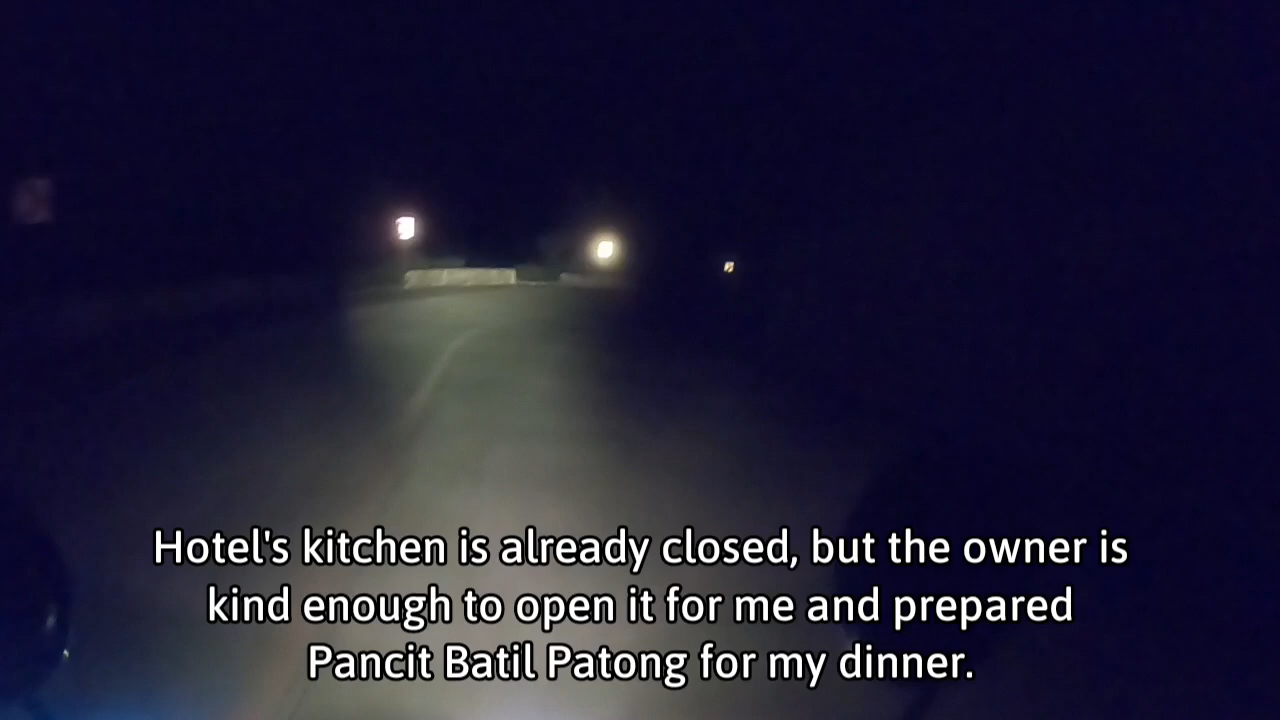 Hotel's kitchen is already closed, but the owner is
kind enough to open it for me and prepared
Pancit Batil Patong for my dinner.